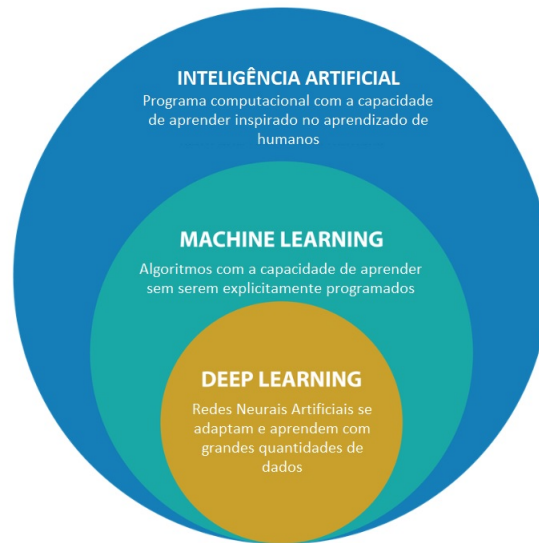 INTELIGÊNCIA ARTIFICIAL
Programa computacional com a capacidade
de aprender inspirado no aprendizado de
humanos
MACHINE LEARNING
Algoritmos com a capacidade de aprender
sem serem explicitamente programados
DEEP LEARNING
Redes Neurais Artificiais se
adaptam e aprendem com
grandes quantidades de
dados